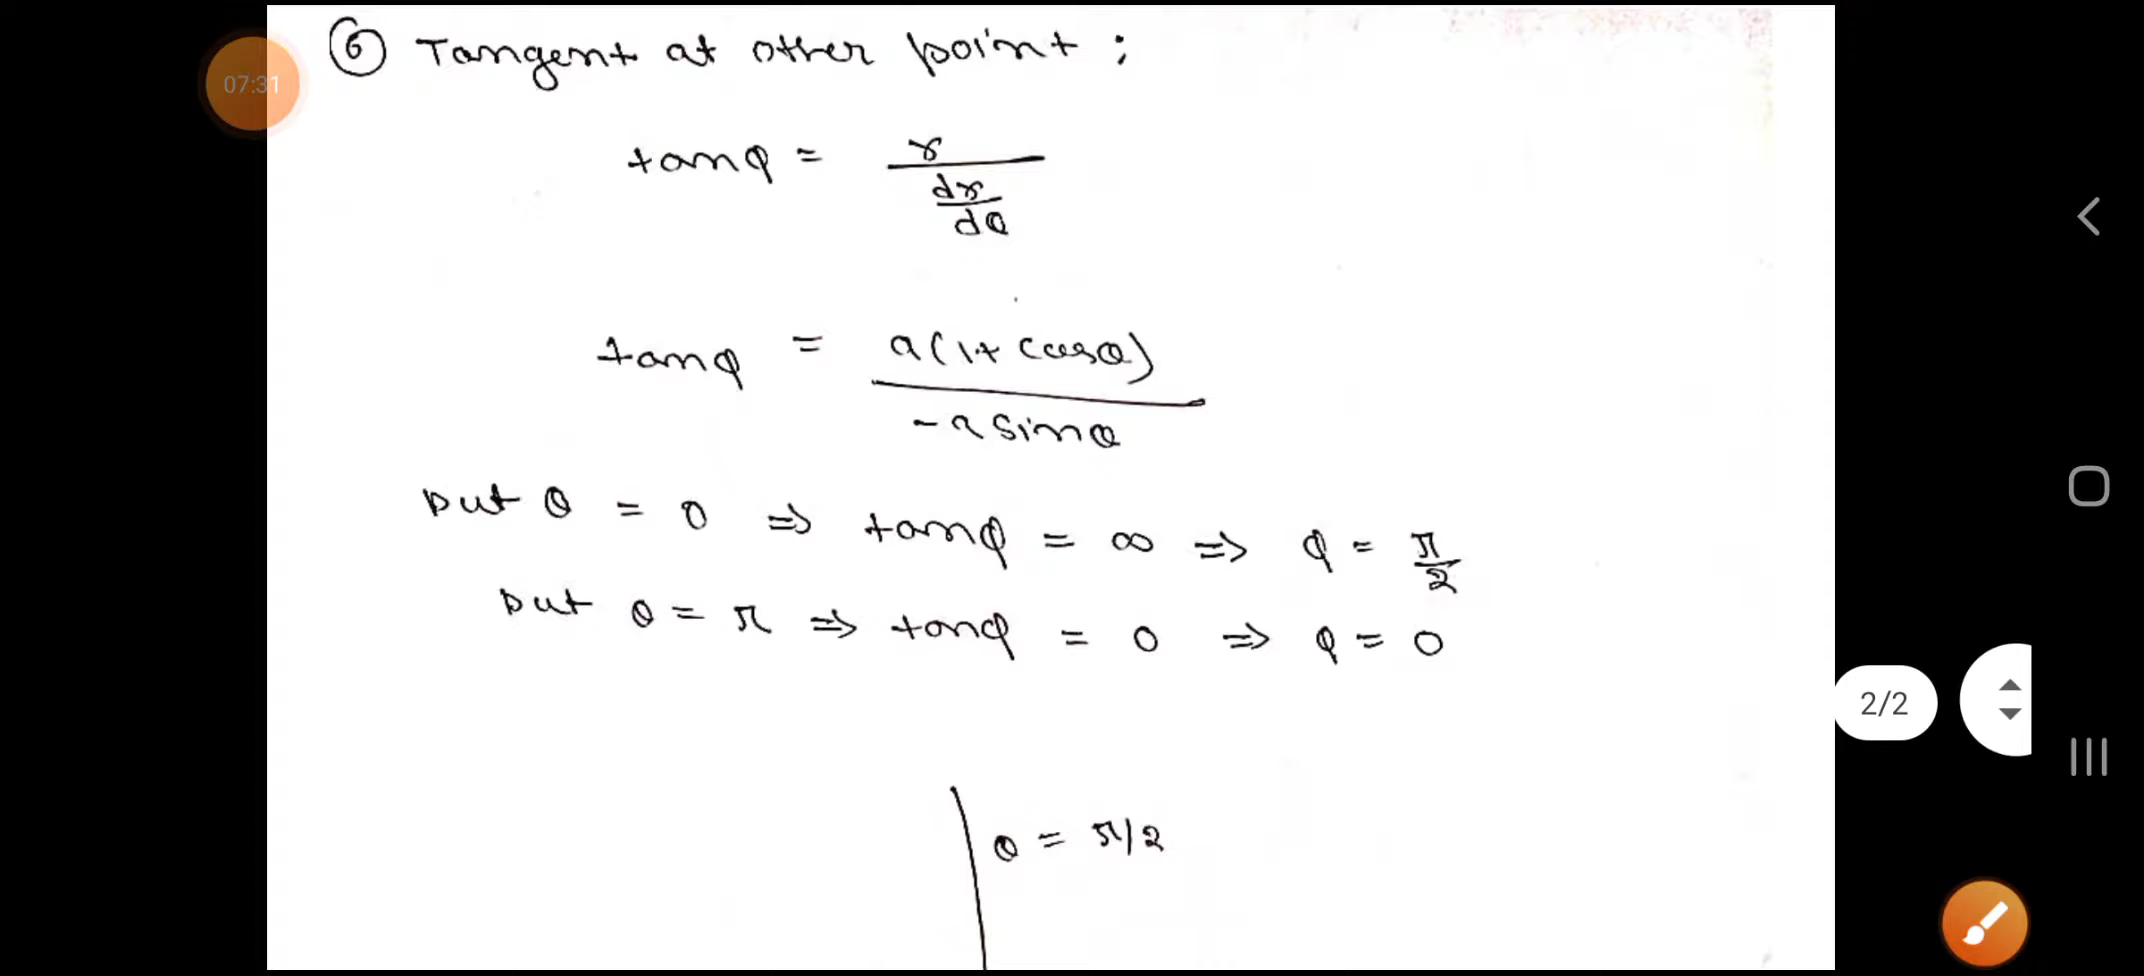 ⑥ Tangent at other point :
07:31
tanφ = r / (dr/dθ)
tanφ = a(1+cosθ) / -a sinθ
put θ = 0 ⇒ tanφ = ∞ ⇒ φ = π/2
put θ = π ⇒ tanφ = 0 ⇒ φ = 0
2/2
θ = π/2